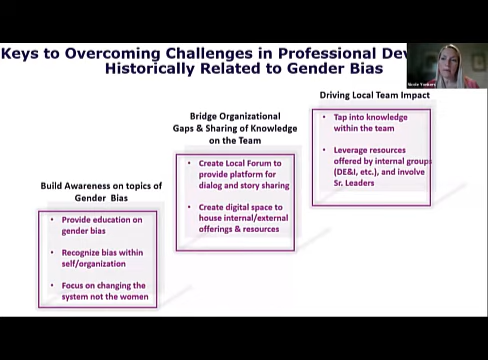 Keys to Overcoming Challenges in Professional Dev
Historically Related to Gender Bias
Driving Local Team Impact
• Tap into knowledge
within the team
• Leverage resources
offered by internal groups
(DE&I, etc.), and involve
Sr. Leaders
Bridge Organizational
Gaps & Sharing of Knowledge
on the Team
• Create Local Forum to
provide platform for
dialog and story sharing
• Create digital space to
house internal/external
offerings & resources
Build Awareness on topics of
Gender Bias
• Provide education on
gender bias
• Recognize bias within
self/organization
• Focus on changing the
system not the women